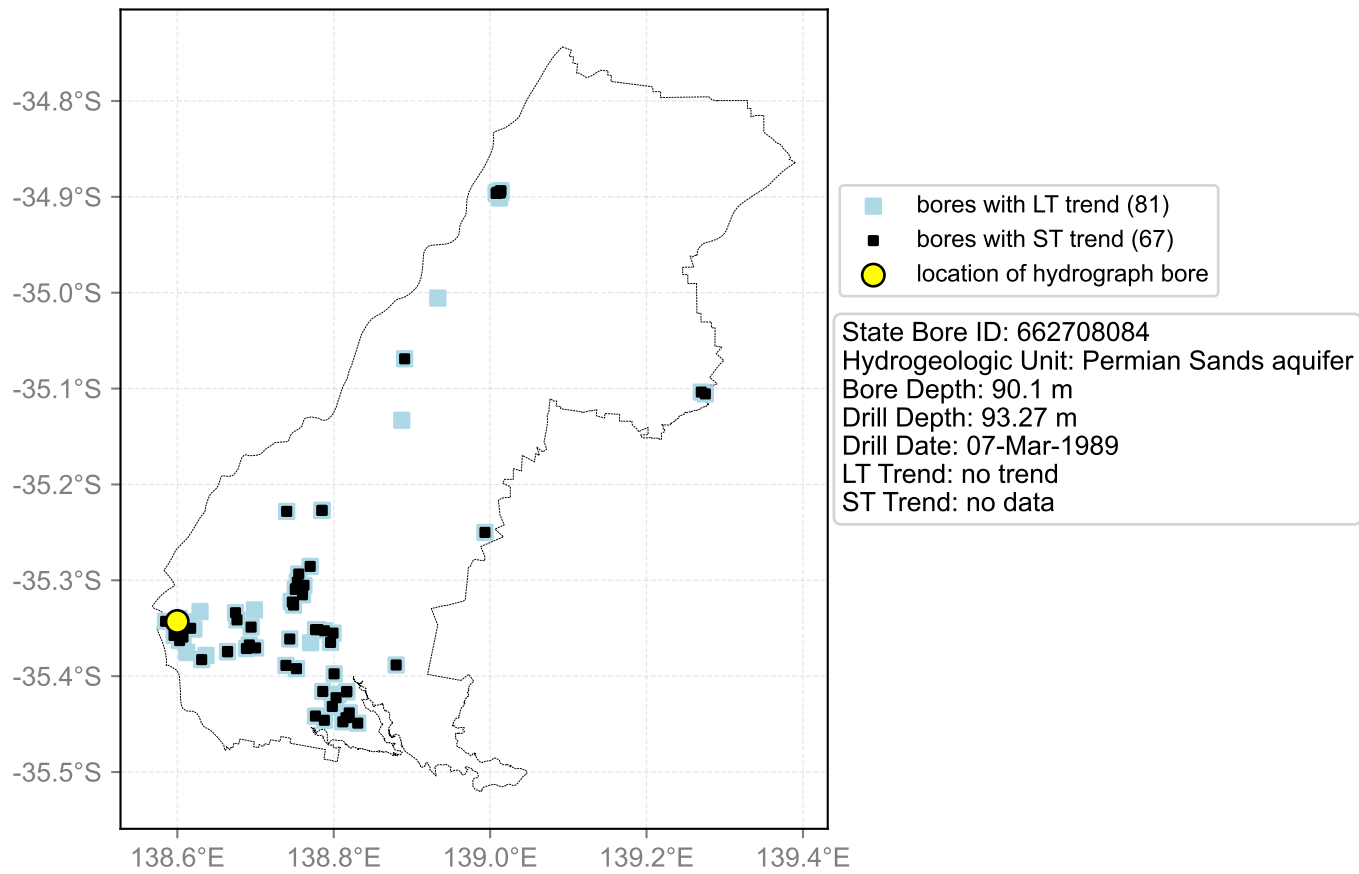 -34.8°S
-34.9°S
-35.0°S
-35.1°S
-35.2°S
-35.3°S
-35.4°S
-35.5°S
138.6°E
138.8°E
139.0°E
139.2°E
139.4°E
bores with LT trend (81)
bores with ST trend (67)
location of hydrograph bore
State Bore ID: 662708084
Hydrogeologic Unit: Permian Sands aquifer
Bore Depth: 90.1 m
Drill Depth: 93.27 m
Drill Date: 07-Mar-1989
LT Trend: no trend
ST Trend: no data